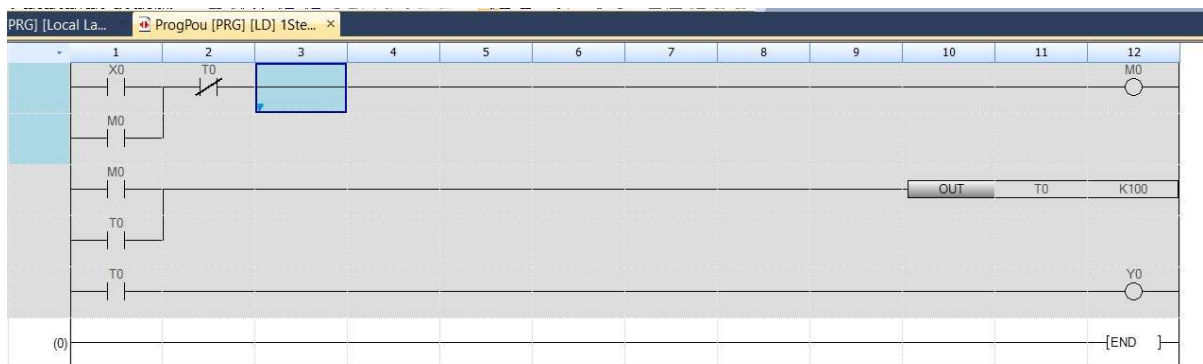 PRG] [Local La... ProgPou [PRG] [LD] 1Ste... ×
1 2 3 4 5 6 7 8 9 10 11 12
X0 T0 M0
M0
M0
OUT T0 K100
T0
T0 Y0
(0) [END ]